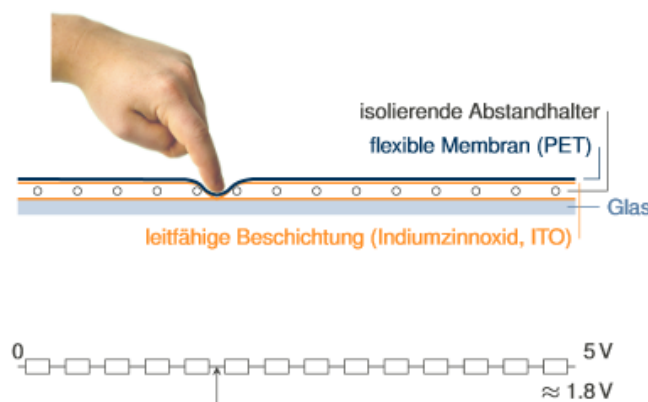 isolierende Abstandhalter
flexible Membran (PET)
Glas
leitfähige Beschichtung (Indiumzinnoxid, ITO)
0
5 V
≈ 1.8 V